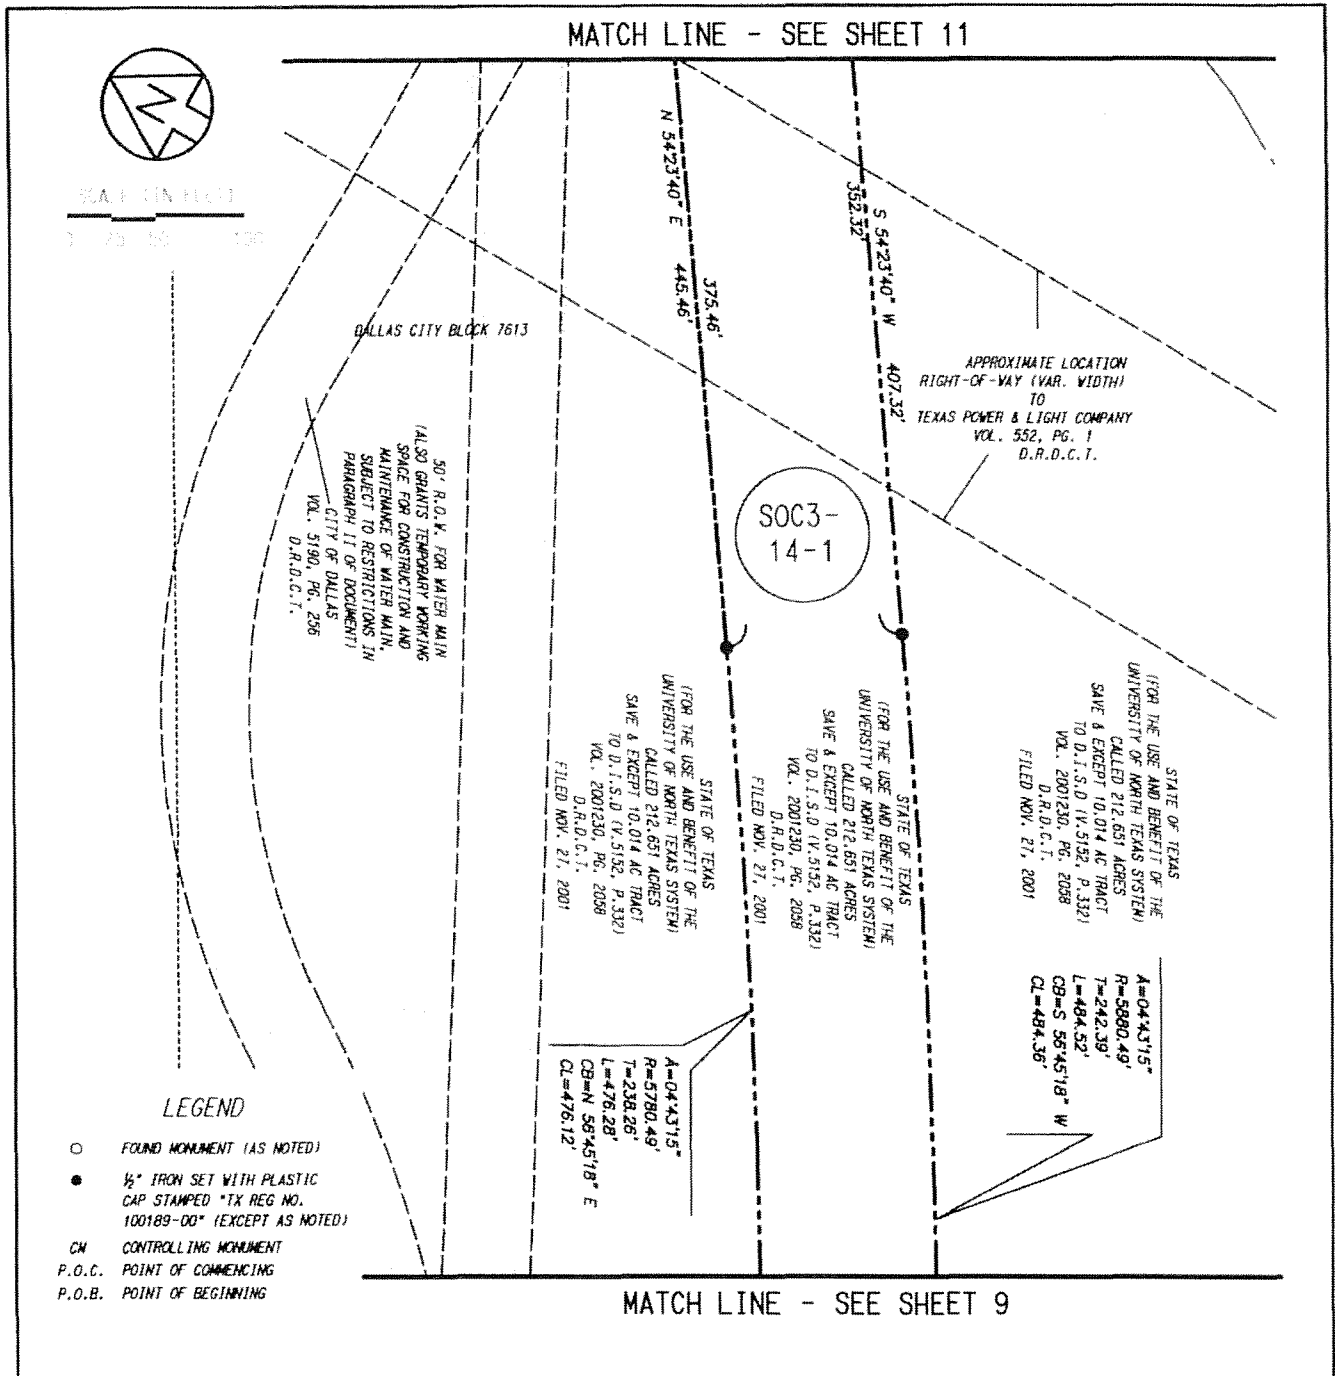 MATCH LINE - SEE SHEET 11
N
N 54°23'40" E
375.46'
445.46'
352.32'
S 54°23'40" W
407.32'
DALLAS CITY BLOCK 7613
APPROXIMATE LOCATION
RIGHT-OF-WAY (VAR. WIDTH)
TO
TEXAS POWER & LIGHT COMPANY
VOL. 552, PG. 1
D.R.D.C.T.
50' R.O.W. FOR WATER MAIN
(ALSO GRANTS TEMPORARY WORKING
SPACE FOR CONSTRUCTION AND
MAINTENANCE OF WATER MAIN.
SUBJECT TO RESTRICTIONS IN
PARAGRAPH II OF DOCUMENT)
CITY OF DALLAS
VOL. 5190, PG. 256
D.R.D.C.T.
SOC3-
14-1
STATE OF TEXAS
(FOR THE USE AND BENEFIT OF THE
UNIVERSITY OF NORTH TEXAS SYSTEM)
CALLED 212.651 ACRES
SAVE & EXCEPT 10.014 AC TRACT
TO D.I.S.D (V.5152, P.332)
VOL. 2001230, PG. 2058
D.R.D.C.T.
FILED NOV. 27, 2001
STATE OF TEXAS
(FOR THE USE AND BENEFIT OF THE
UNIVERSITY OF NORTH TEXAS SYSTEM)
CALLED 212.651 ACRES
SAVE & EXCEPT 10.014 AC TRACT
TO D.I.S.D (V.5152, P.332)
VOL. 2001230, PG. 2058
D.R.D.C.T.
FILED NOV. 27, 2001
STATE OF TEXAS
(FOR THE USE AND BENEFIT OF THE
UNIVERSITY OF NORTH TEXAS SYSTEM)
CALLED 212.651 ACRES
SAVE & EXCEPT 10.014 AC TRACT
TO D.I.S.D (V.5152, P.332)
VOL. 2001230, PG. 2058
D.R.D.C.T.
FILED NOV. 27, 2001
Δ=04°43'15"
R=5780.49'
T=238.26'
L=476.28'
CB=N 56°45'18" E
CL=476.12'
Δ=04°43'15"
R=5880.49'
T=242.39'
L=484.52'
CB=S 56°45'18" W
CL=484.36'
LEGEND
FOUND MONUMENT (AS NOTED)
½" IRON SET WITH PLASTIC
CAP STAMPED "TX REG NO.
100189-00" (EXCEPT AS NOTED)
CM CONTROLLING MONUMENT
P.O.C. POINT OF COMMENCING
P.O.B. POINT OF BEGINNING
MATCH LINE - SEE SHEET 9